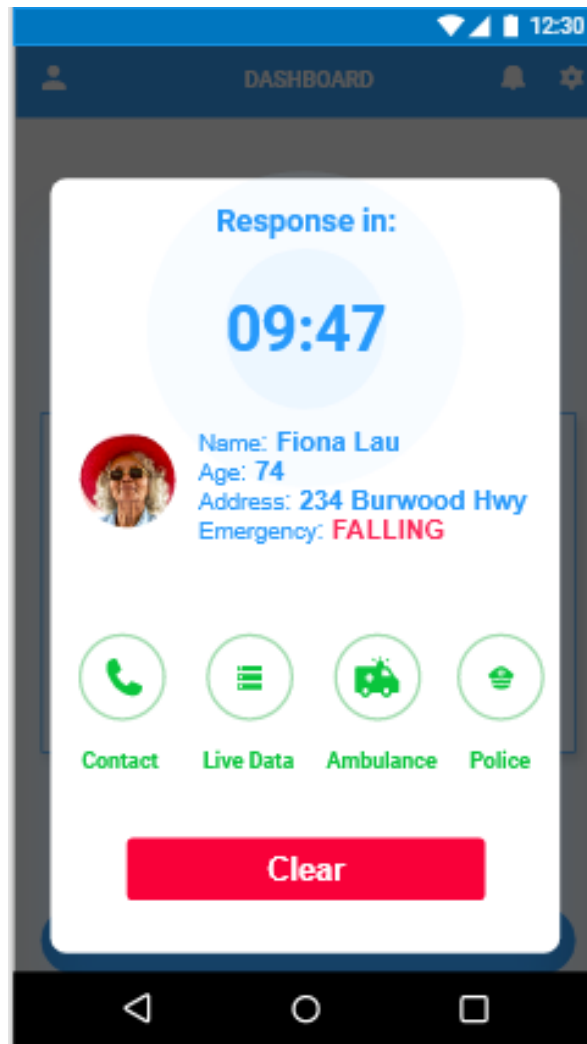 12:30
DASHBOARD
Response in:
09:47
Name: Fiona Lau
Age: 74
Address: 234 Burwood Hwy
Emergency: FALLING
Contact Live Data Ambulance Police
Clear